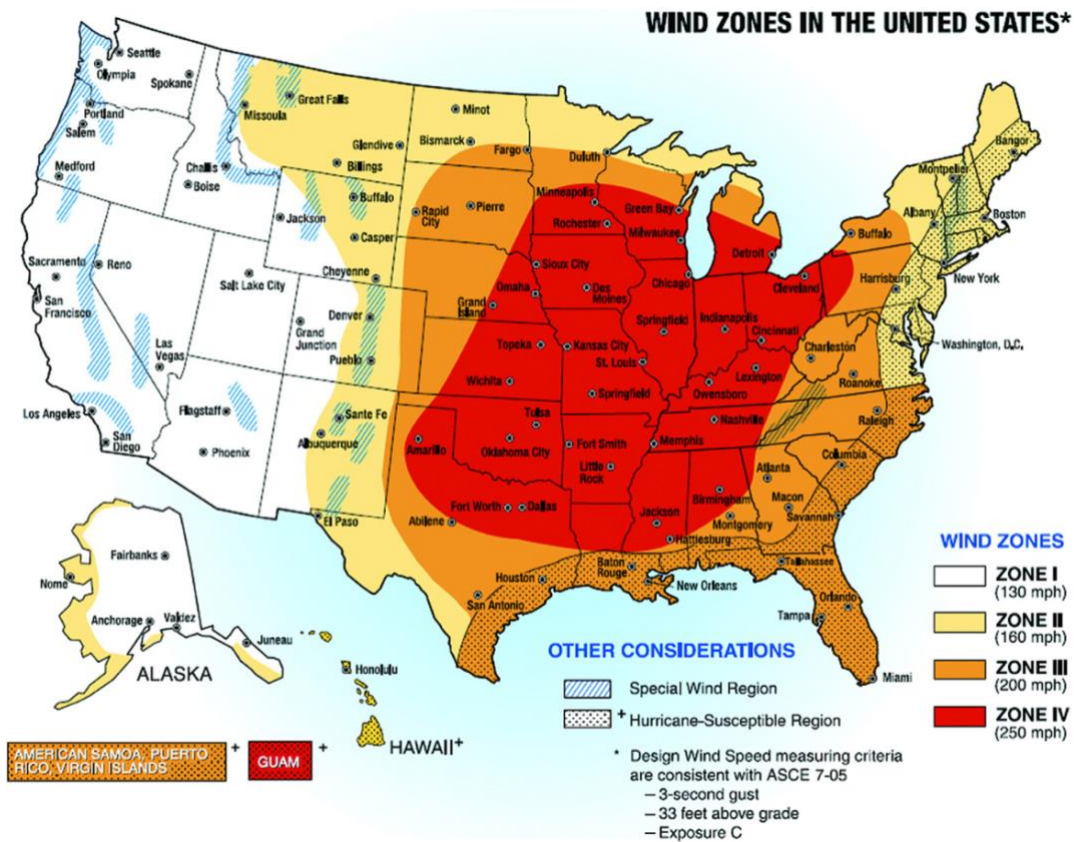 WIND ZONES IN THE UNITED STATES*
Seattle
Olympia
Spokane
Portland
Salem
Medford
Missoula
Great Falls
Challis
Boise
Glendive
Billings
Buffalo
Jackson
Casper
Cheyenne
Minot
Bismarck
Fargo
Duluth
Rapid
City
Pierre
Minneapolis
Rochester
Green Bay
Milwaukee
Detroit
Chicago
Cleveland
Buffalo
Montpelier
Bangor
Albany
Boston
New York
Harrisburg
Washington, D.C.
Sacramento
Reno
San
Francisco
Salt Lake City
Las
Vegas
Grand
Junction
Denver
Pueblo
Los Angeles
San
Diego
Flagstaff
Phoenix
Sante Fe
Albuquerque
El Paso
Sioux City
Omaha
Des
Moines
Grand
Island
Topeka
Kansas City
St. Louis
Springfield
Indianapolis
Cincinnati
Wichita
Springfield
Owensboro
Lexington
Charleston
Roanoke
Raleigh
Tulsa
Oklahoma City
Amarillo
Fort Smith
Little
Rock
Memphis
Nashville
Columbia
Atlanta
Macon
Savannah
Birmingham
Montgomery
Jackson
Hattiesburg
Fort Worth
Dallas
Abilene
Houston
San Antonio
Baton
Rouge
New Orleans
Tallahassee
Orlando
Tampa
Miami
Fairbanks
Nome
Anchorage
Valdez
Juneau
ALASKA
Honolulu
HAWAII+
AMERICAN SAMOA, PUERTO
RICO, VIRGIN ISLANDS
+
GUAM
+
OTHER CONSIDERATIONS
Special Wind Region
+ Hurricane-Susceptible Region
* Design Wind Speed measuring criteria
are consistent with ASCE 7-05
– 3-second gust
– 33 feet above grade
– Exposure C
WIND ZONES
ZONE I
(130 mph)
ZONE II
(160 mph)
ZONE III
(200 mph)
ZONE IV
(250 mph)